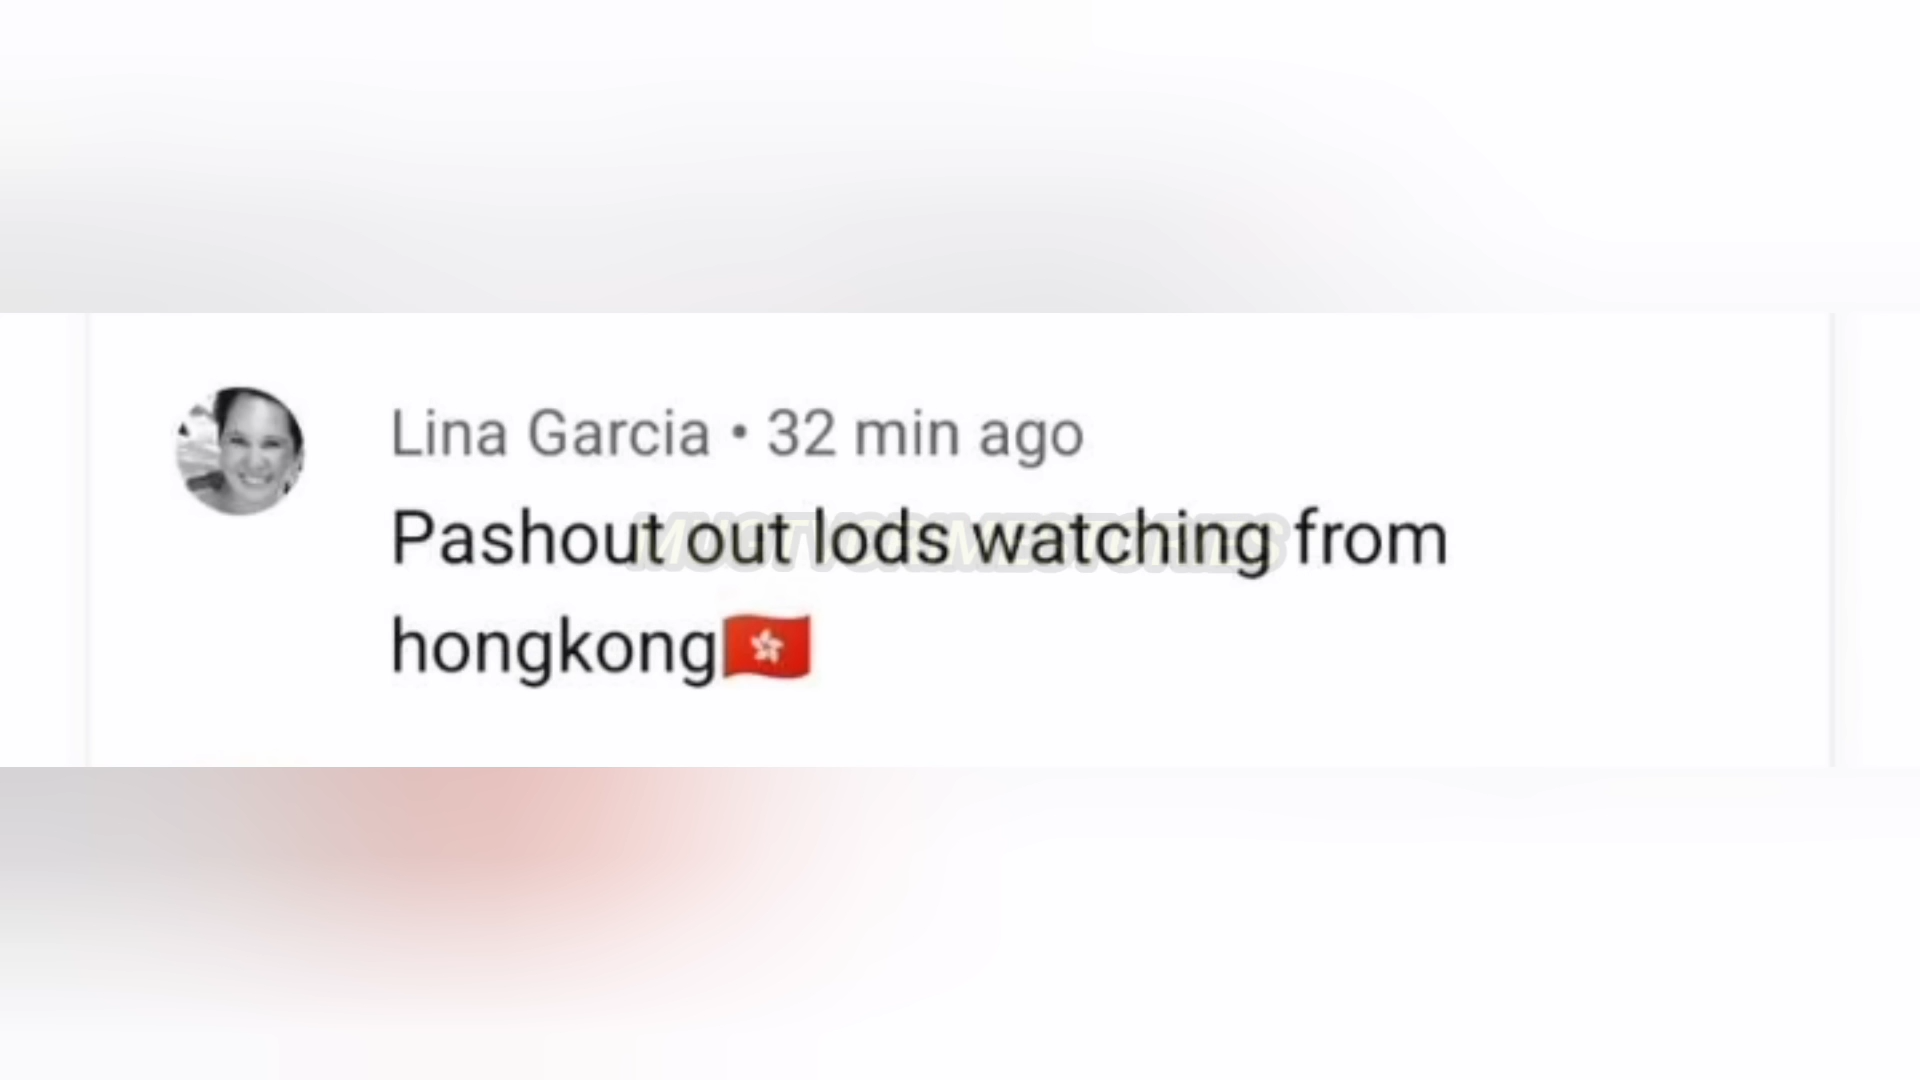 Lina Garcia • 32 min ago
Pashout out lods watching from
hongkong🇭🇰